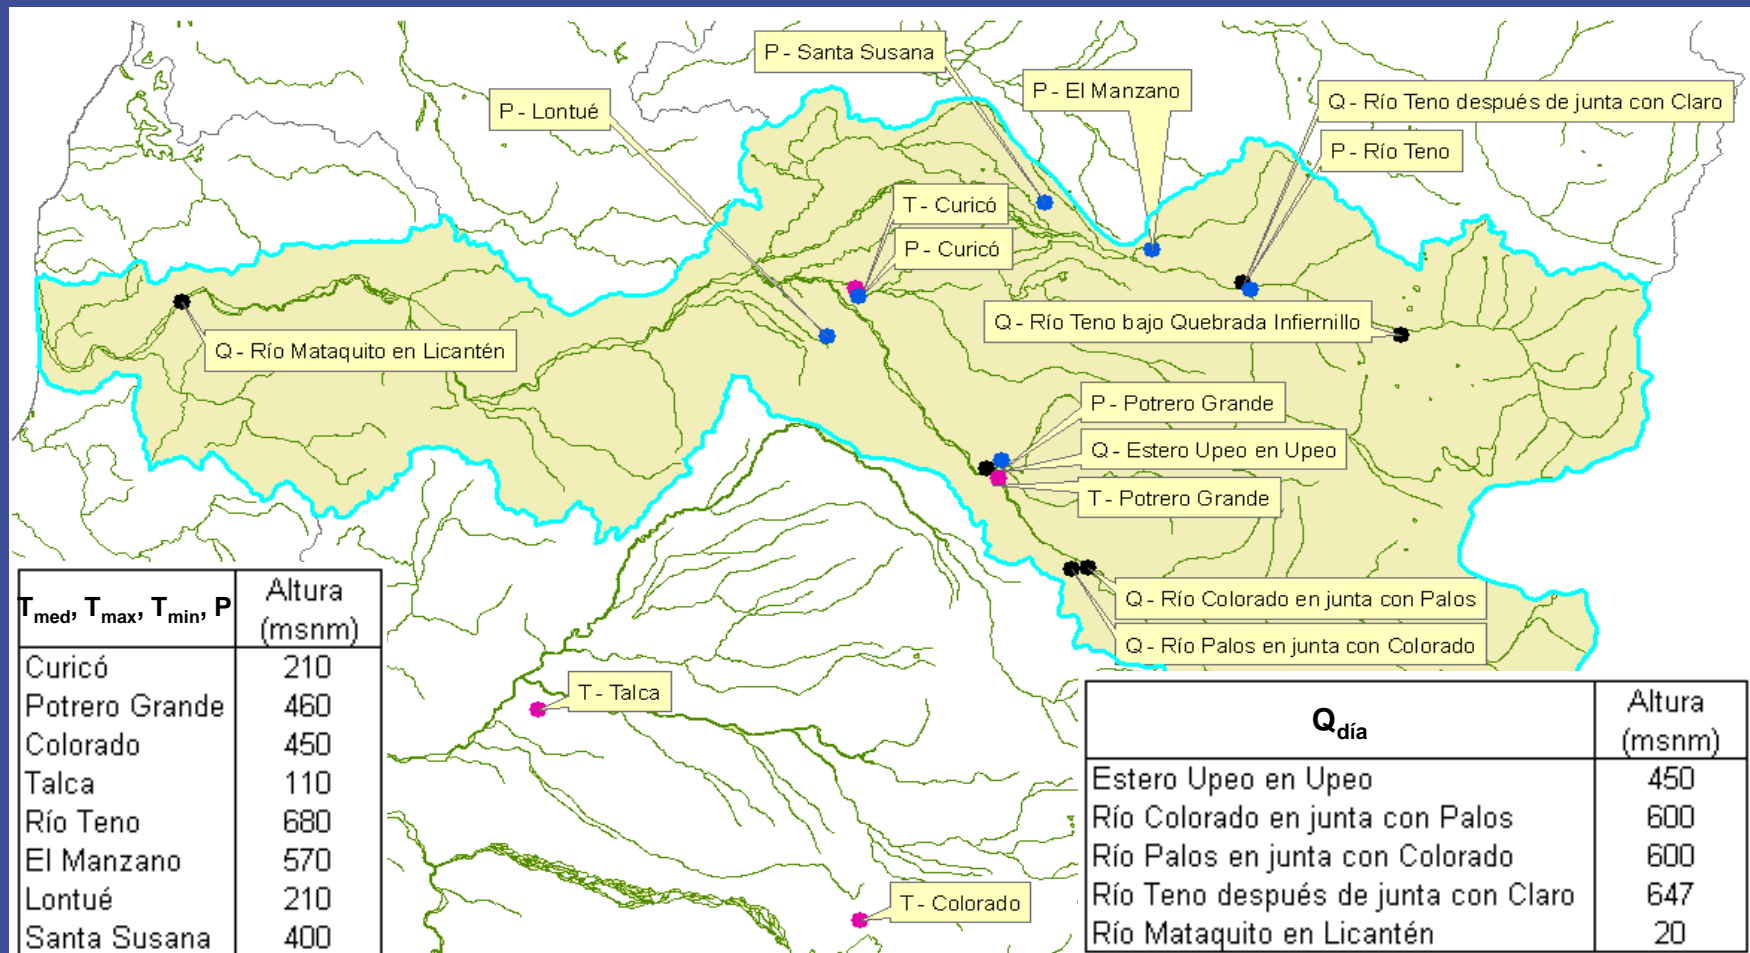 P - Santa Susana
P - El Manzano
Q - Río Teno después de junta con Claro
P - Lontué
P - Río Teno
T - Curicó
P - Curicó
Q - Río Teno bajo Quebrada Infiernillo
Q - Río Mataquito en Licantén
P - Potrero Grande
Q - Estero Upeo en Upeo
T - Potrero Grande
Q - Río Colorado en junta con Palos
Q - Río Palos en junta con Colorado
T - Talca
T - Colorado
Tmed, Tmax, Tmin, P Altura (msnm)
Curicó 210
Potrero Grande 460
Colorado 450
Talca 110
Río Teno 680
El Manzano 570
Lontué 210
Santa Susana 400
Qdía Altura (msnm)
Estero Upeo en Upeo 450
Río Colorado en junta con Palos 600
Río Palos en junta con Colorado 600
Río Teno después de junta con Claro 647
Río Mataquito en Licantén 20